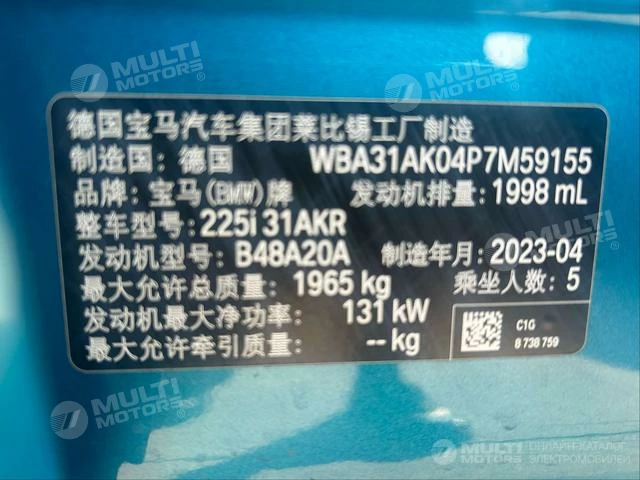 德国宝马汽车集团莱比锡工厂制造
制造国: 德国 WBA31AK04P7M59155
品牌: 宝马(BMW)牌 发动机排量: 1998 mL
整车型号: 225i 31AKR
发动机型号: B48A20A 制造年月: 2023-04
最大允许总质量: 1965 kg 乘坐人数: 5
发动机最大净功率: 131 kW
最大允许牵引质量: -- kg
C1G
8 738 759
MULTI MOTORS
MULTI MOTORS
MULTI MOTORS
MULTI MOTORS
MULTI MOTORS
MULTI MOTORS
ОНЛАЙН-КАТАЛОГ
ЭЛЕКТРОМОБИЛЕЙ